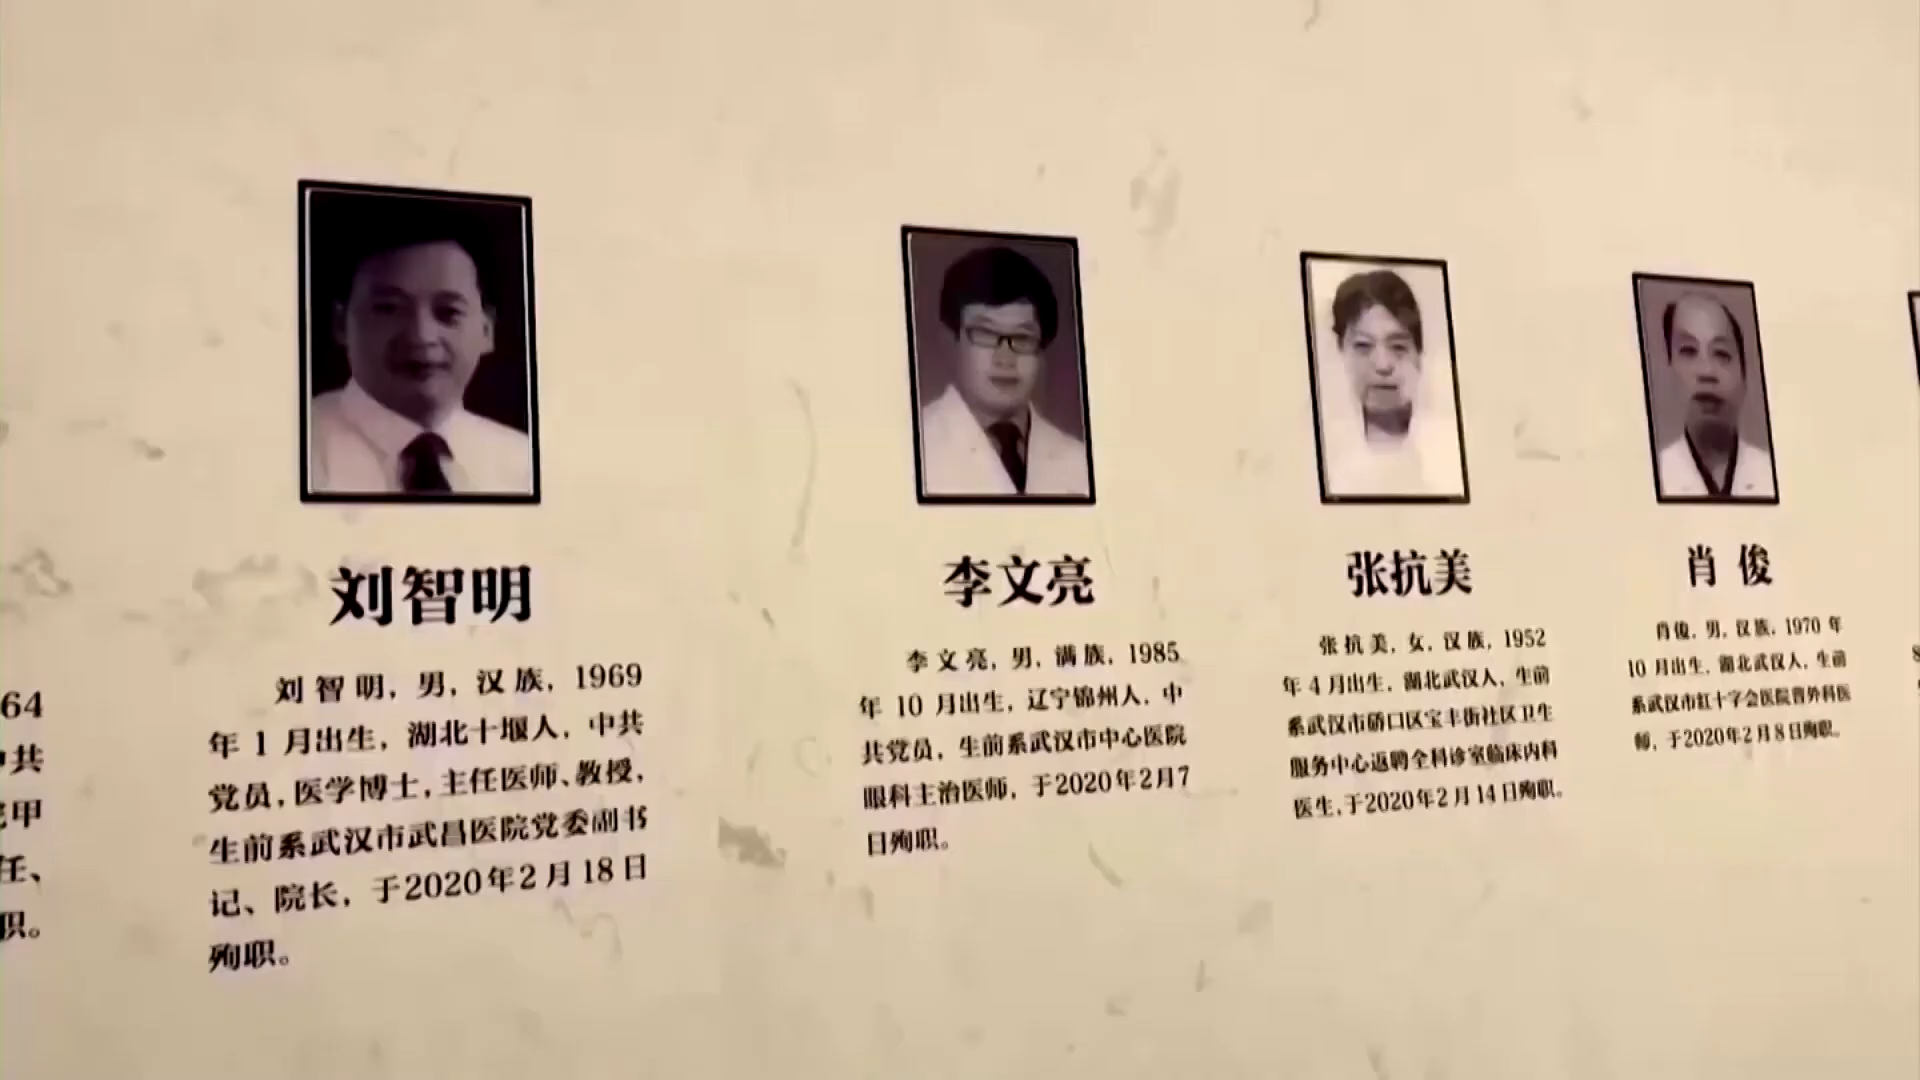 64
中共
甲
任、
职。
刘智明
刘智明，男，汉族，1969
年1月出生，湖北十堰人，中共
党员，医学博士，主任医师、教授，
生前系武汉市武昌医院党委副书
记、院长，于2020年2月18日
殉职。
李文亮
李文亮，男，满族，1985
年10月出生，辽宁锦州人，中
共党员，生前系武汉市中心医院
眼科主治医师，于2020年2月7
日殉职。
张抗美
张抗美，女，汉族，1952
年4月出生，湖北武汉人，生前
系武汉市硚口区宝丰街社区卫生
服务中心返聘全科诊室临床内科
医生，于2020年2月14日殉职。
肖俊
肖俊，男，汉族，1970年
10月出生，湖北武汉人，生前
系武汉市红十字会医院普外科医
师，于2020年2月8日殉职。